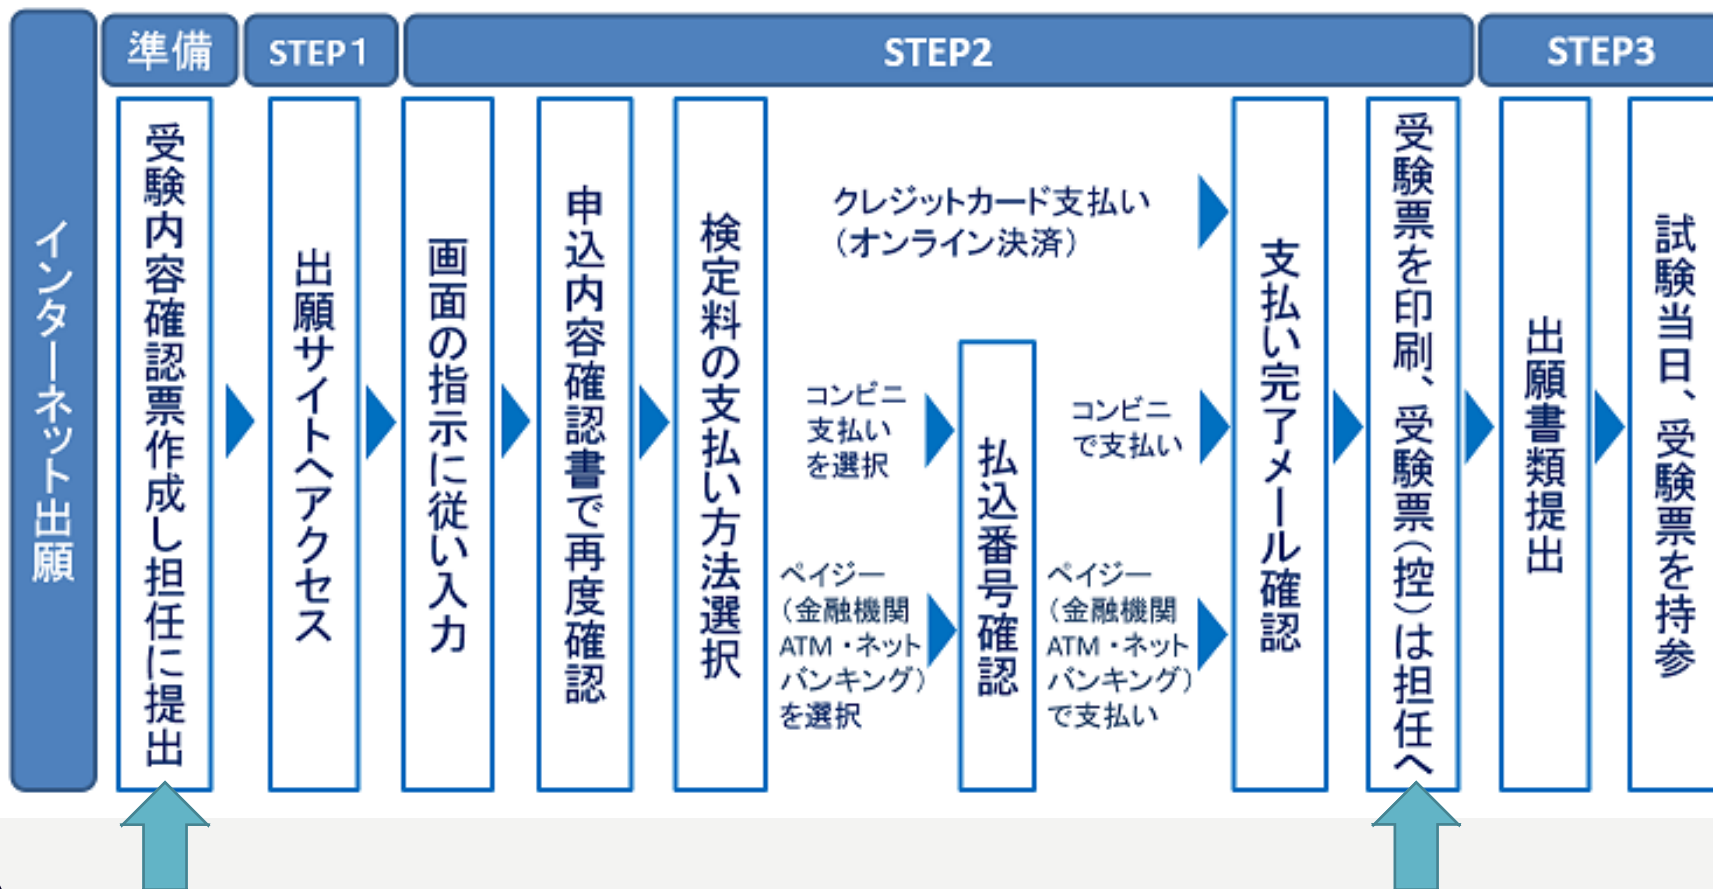 インターネット出願
準備
STEP1
STEP2
STEP3
受験内容確認票作成し担任に提出
出願サイトへアクセス
画面の指示に従い入力
申込内容確認書で再度確認
検定料の支払い方法選択
クレジットカード支払い
（オンライン決済）
コンビニ
支払い
を選択
ペイジー
（金融機関
ATM・ネット
バンキング）
を選択
払込番号確認
コンビニ
で支払い
ペイジー
（金融機関
ATM・ネット
バンキング）
で支払い
支払い完了メール確認
受験票を印刷、受験票（控）は担任へ
出願書類提出
試験当日、受験票を持参